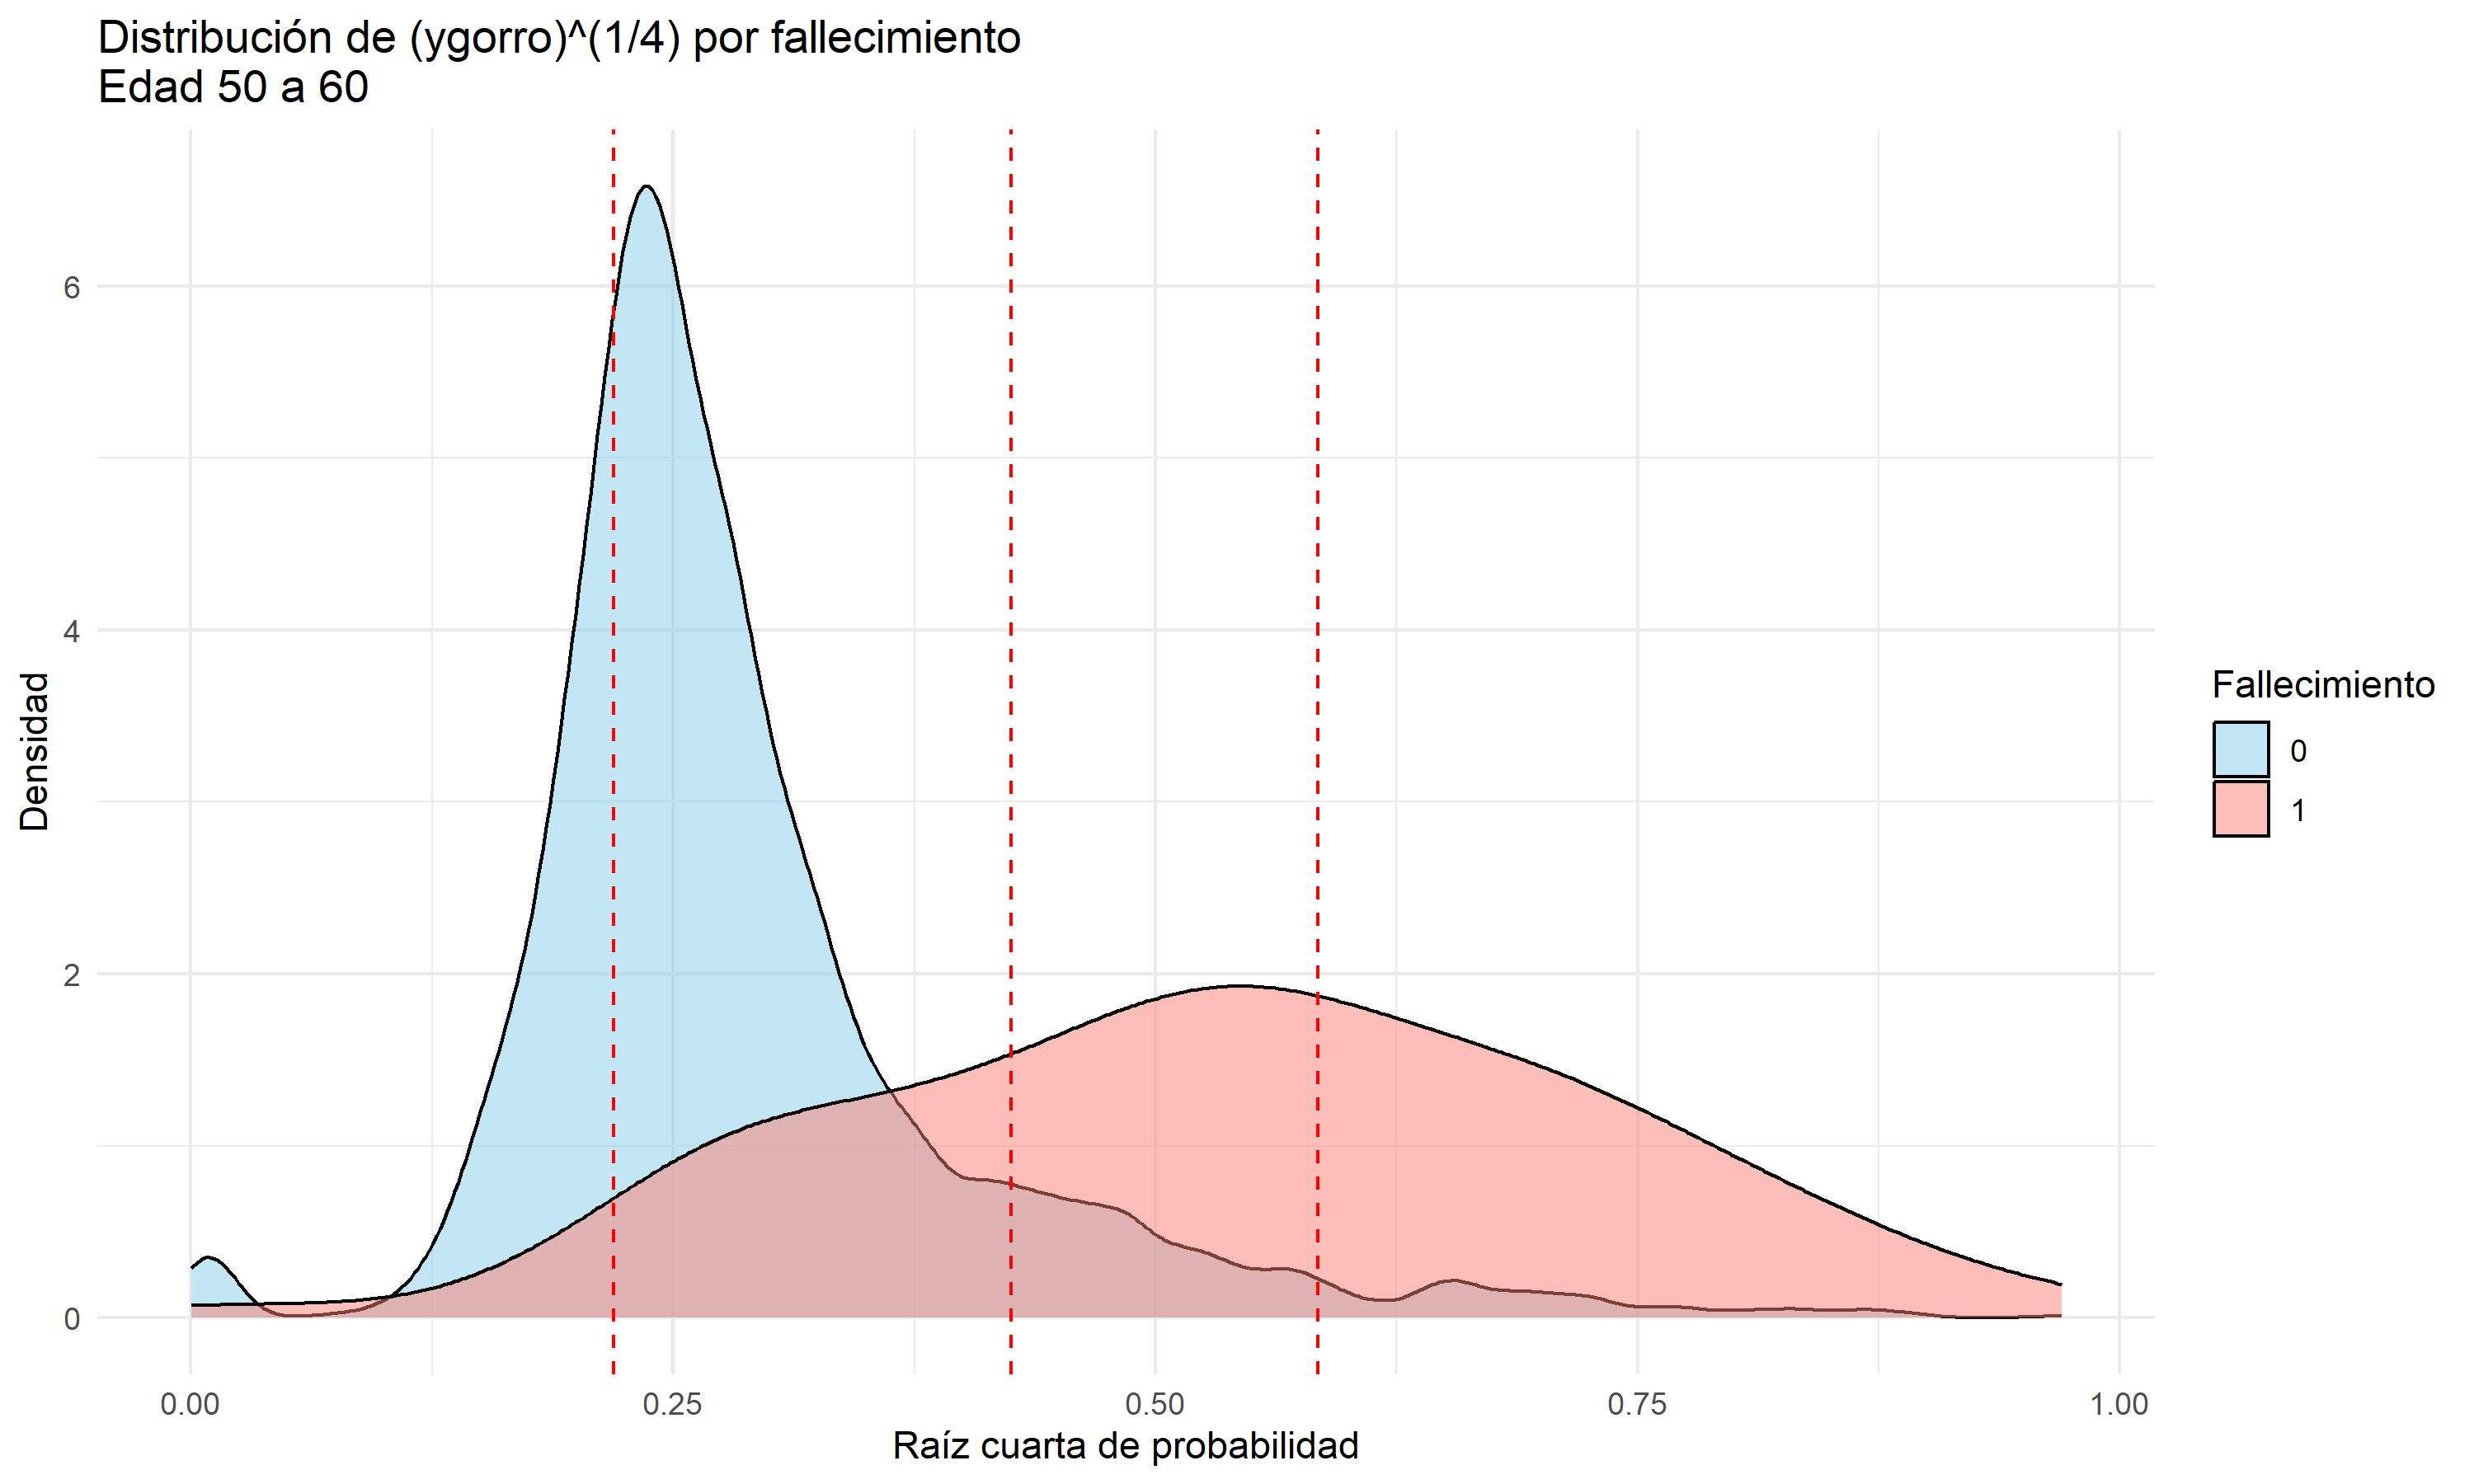 Distribución de (ygorro)^(1/4) por fallecimiento
Edad 50 a 60
Densidad
6
4
2
0
0.00 0.25 0.50 0.75 1.00
Raíz cuarta de probabilidad
Fallecimiento
0
1